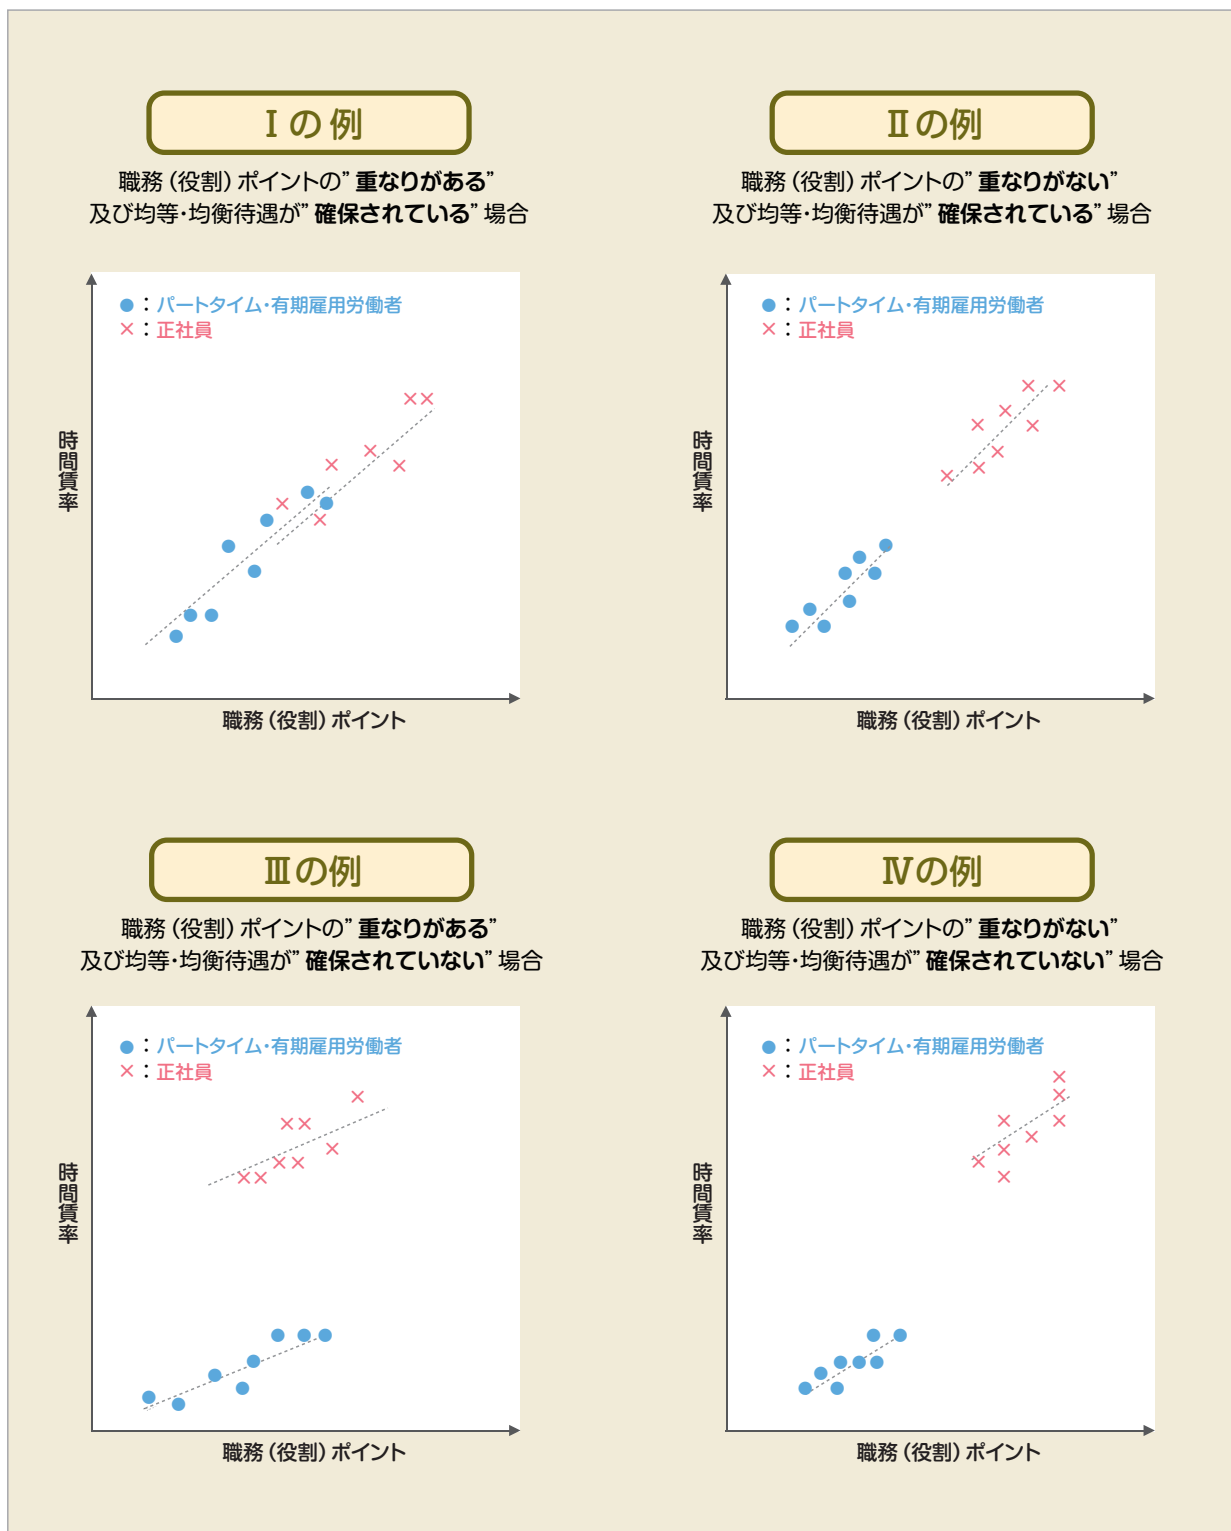 Ⅰの例
職務（役割）ポイントの”重なりがある”
及び均等・均衡待遇が”確保されている”場合
●：パートタイム・有期雇用労働者
×：正社員
時間賃率
職務（役割）ポイント
Ⅱの例
職務（役割）ポイントの”重なりがない”
及び均等・均衡待遇が”確保されている”場合
●：パートタイム・有期雇用労働者
×：正社員
時間賃率
職務（役割）ポイント
Ⅲの例
職務（役割）ポイントの”重なりがある”
及び均等・均衡待遇が”確保されていない”場合
●：パートタイム・有期雇用労働者
×：正社員
時間賃率
職務（役割）ポイント
Ⅳの例
職務（役割）ポイントの”重なりがない”
及び均等・均衡待遇が”確保されていない”場合
●：パートタイム・有期雇用労働者
×：正社員
時間賃率
職務（役割）ポイント